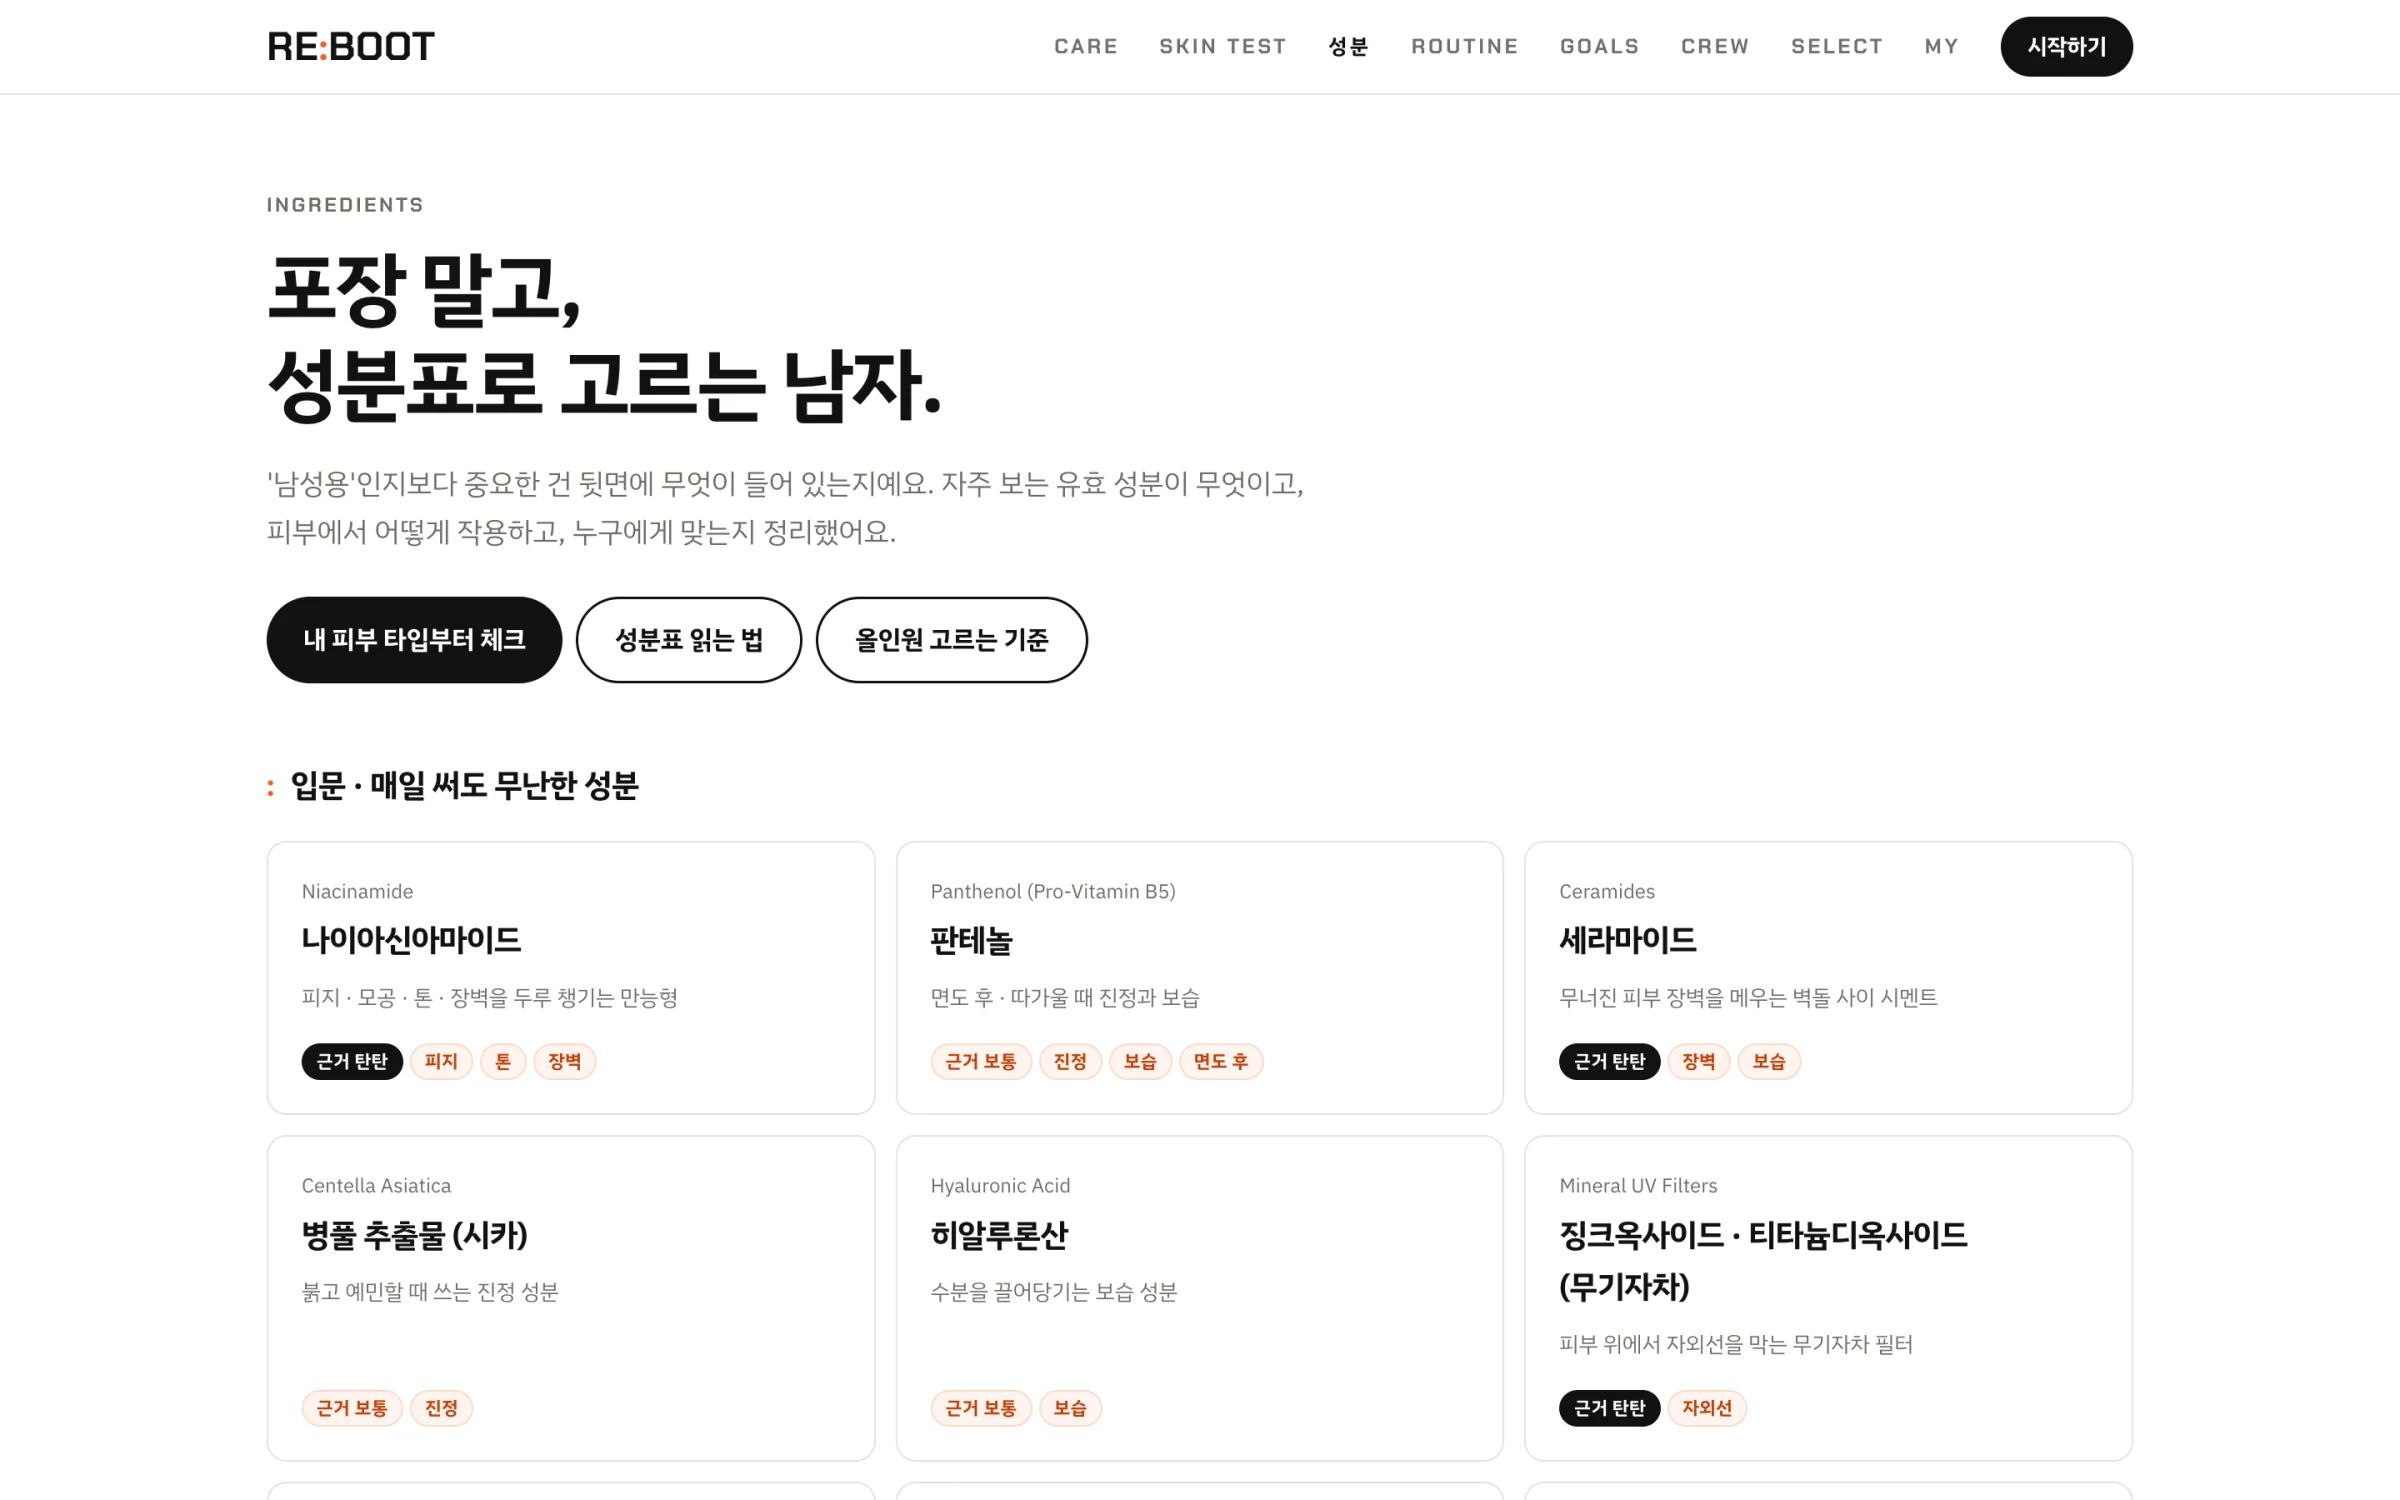 RE:BOOT
CARE SKIN TEST 성분 ROUTINE GOALS CREW SELECT MY 시작하기
INGREDIENTS
포장 말고,
성분표로 고르는 남자.
'남성용'인지보다 중요한 건 뒷면에 무엇이 들어 있는지예요. 자주 보는 유효 성분이 무엇이고,
피부에서 어떻게 작용하고, 누구에게 맞는지 정리했어요.
내 피부 타입부터 체크 성분표 읽는 법 올인원 고르는 기준
: 입문 · 매일 써도 무난한 성분
Niacinamide
나이아신아마이드
피지 · 모공 · 톤 · 장벽을 두루 챙기는 만능형
근거 탄탄 피지 톤 장벽
Panthenol (Pro-Vitamin B5)
판테놀
면도 후 · 따가울 때 진정과 보습
근거 보통 진정 보습 면도 후
Ceramides
세라마이드
무너진 피부 장벽을 메우는 벽돌 사이 시멘트
근거 탄탄 장벽 보습
Centella Asiatica
병풀 추출물 (시카)
붉고 예민할 때 쓰는 진정 성분
근거 보통 진정
Hyaluronic Acid
히알루론산
수분을 끌어당기는 보습 성분
근거 보통 보습
Mineral UV Filters
징크옥사이드 · 티타늄디옥사이드
(무기자차)
피부 위에서 자외선을 막는 무기자차 필터
근거 탄탄 자외선